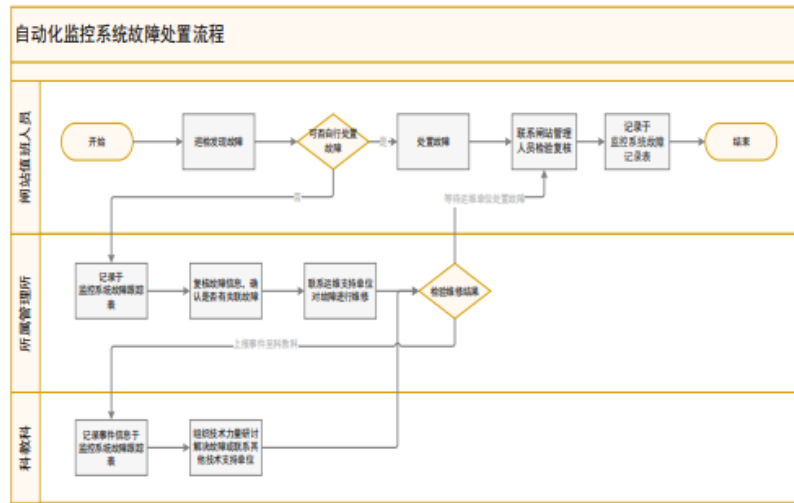 自动化监控系统故障处置流程
闸站值班人员
开始
巡检发现故障
可否自行处置
故障
是
处置故障
联系闸站管理
人员检验复核
记录于
监控系统故障
记录表
结束
否
等待运维单位处置故障
所属管理所
记录于
监控系统故障跟踪
表
复核故障信息，确
认是否有关联故障
联系运维支持单位
对故障进行维修
检验维修结果
上报事件至科教科
科教科
记录事件信息于
监控系统故障跟踪
表
组织技术力量研讨
解决故障或联系其
他技术支持单位